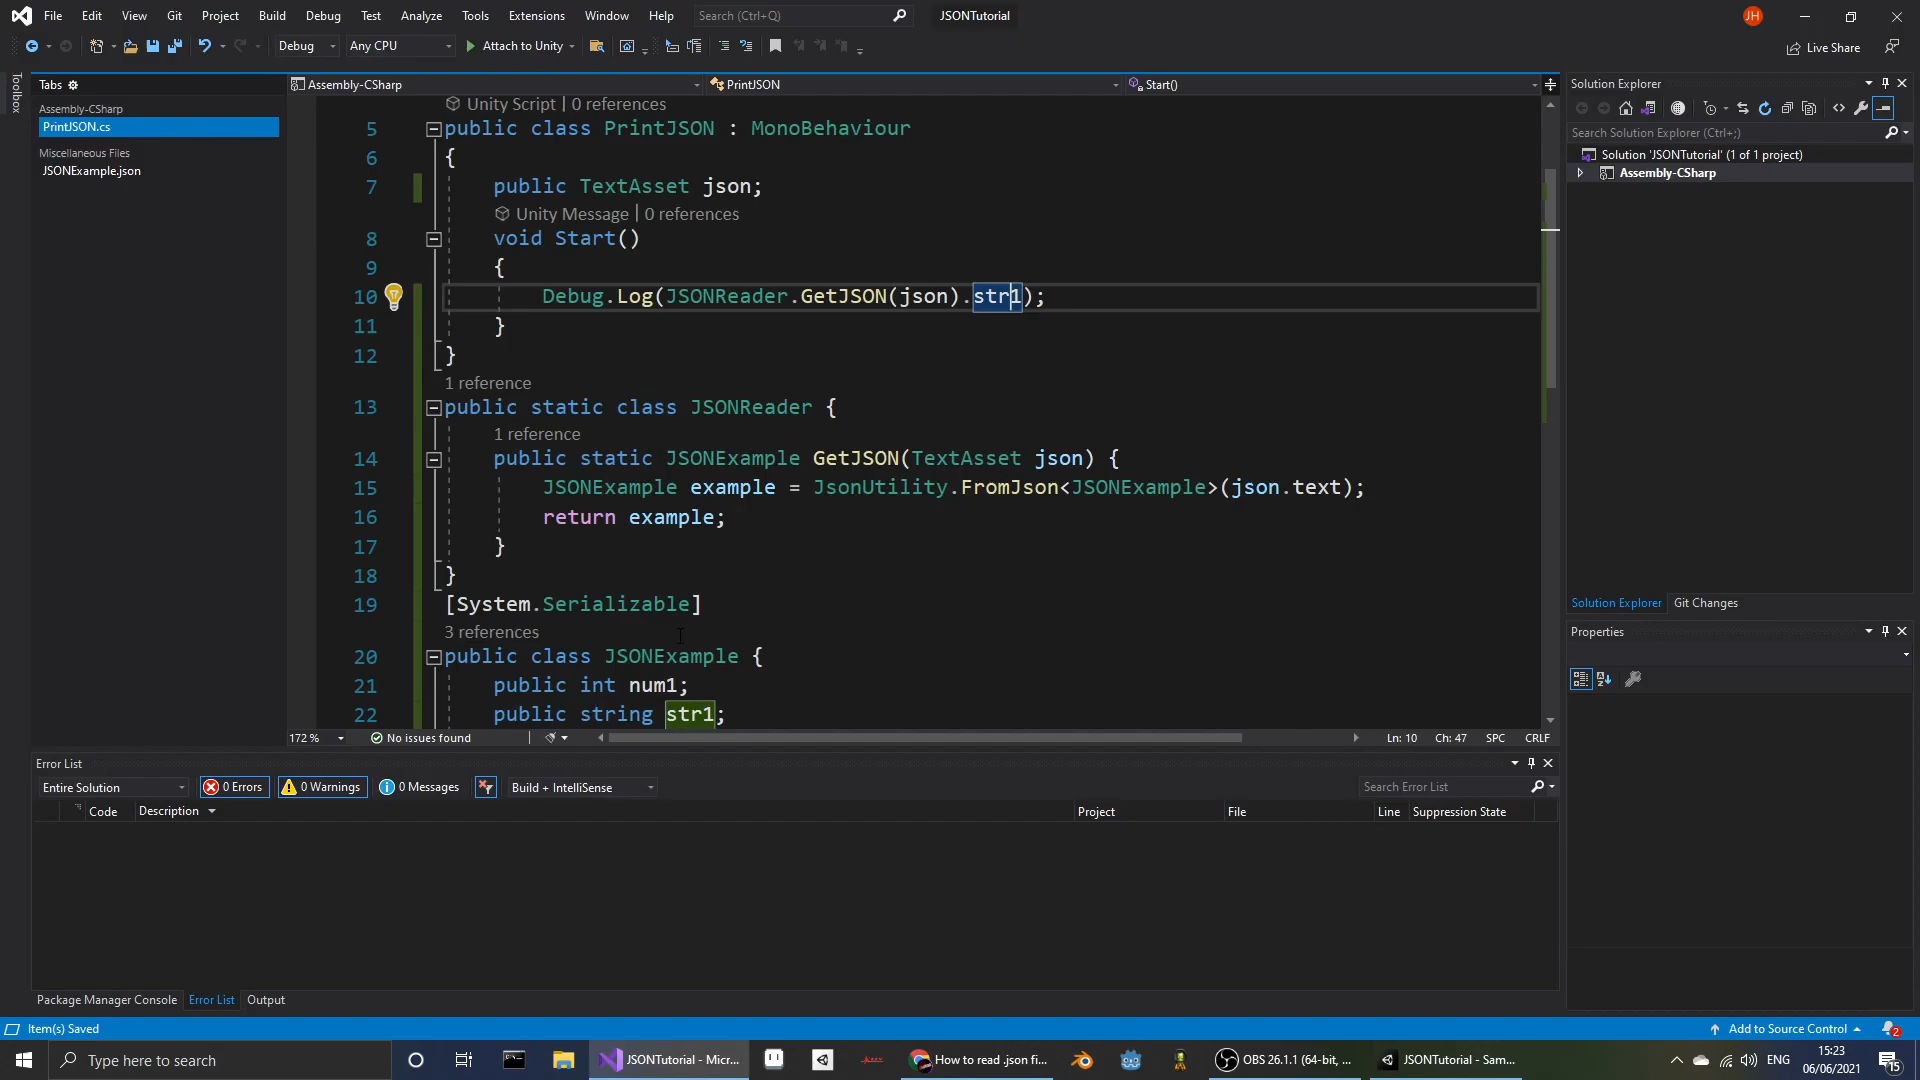 File Edit View Git Project Build Debug Test Analyze Tools Extensions Window Help Search (Ctrl+Q) JSONTutorial JH
Debug Any CPU Attach to Unity Live Share
Toolbox
Tabs
Assembly-CSharp
PrintJSON.cs
Miscellaneous Files
JSONExample.json
Assembly-CSharp PrintJSON Start()
Unity Script | 0 references
5 public class PrintJSON : MonoBehaviour
6 {
7 public TextAsset json;
Unity Message | 0 references
8 void Start()
9 {
10 Debug.Log(JSONReader.GetJSON(json).str1);
11 }
12 }
1 reference
13 public static class JSONReader {
1 reference
14 public static JSONExample GetJSON(TextAsset json) {
15 JSONExample example = JsonUtility.FromJson<JSONExample>(json.text);
16 return example;
17 }
18 }
19 [System.Serializable]
3 references
20 public class JSONExample {
21 public int num1;
22 public string str1;
172 % No issues found Ln: 10 Ch: 47 SPC CRLF
Solution Explorer
Search Solution Explorer (Ctrl+;)
Solution 'JSONTutorial' (1 of 1 project)
Assembly-CSharp
Solution Explorer Git Changes
Properties
Error List
Entire Solution 0 Errors 0 Warnings 0 Messages Build + IntelliSense Search Error List
Code Description Project File Line Suppression State
Package Manager Console Error List Output
Item(s) Saved Add to Source Control 2
Type here to search JSONTutorial - Micr... How to read .json fi... OBS 26.1.1 (64-bit, ... JSONTutorial - Sam... ENG 15:23
06/06/2021 15